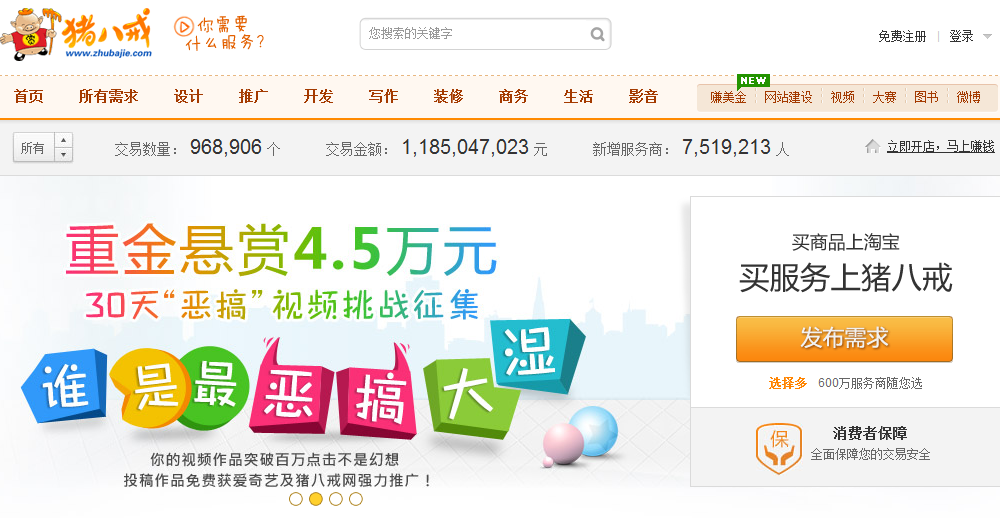 猪八戒
www.zhubajie.com
你需要
什么服务?
您搜索的关键字
免费注册 登录
首页 所有需求 设计 推广 开发 写作 装修 商务 生活 影音
NEW
赚美金 网站建设 视频 大赛 图书 微博
所有 交易数量: 968,906 个 交易金额: 1,185,047,023 元 新增服务商: 7,519,213 人 立即开店，马上赚钱
重金悬赏4.5万元
30天“恶搞”视频挑战征集
谁是最恶搞大湿
你的视频作品突破百万点击不是幻想
投稿作品免费获爱奇艺及猪八戒网强力推广！
买商品上淘宝
买服务上猪八戒
发布需求
选择多 600万服务商随您选
保
消费者保障
全面保障您的交易安全